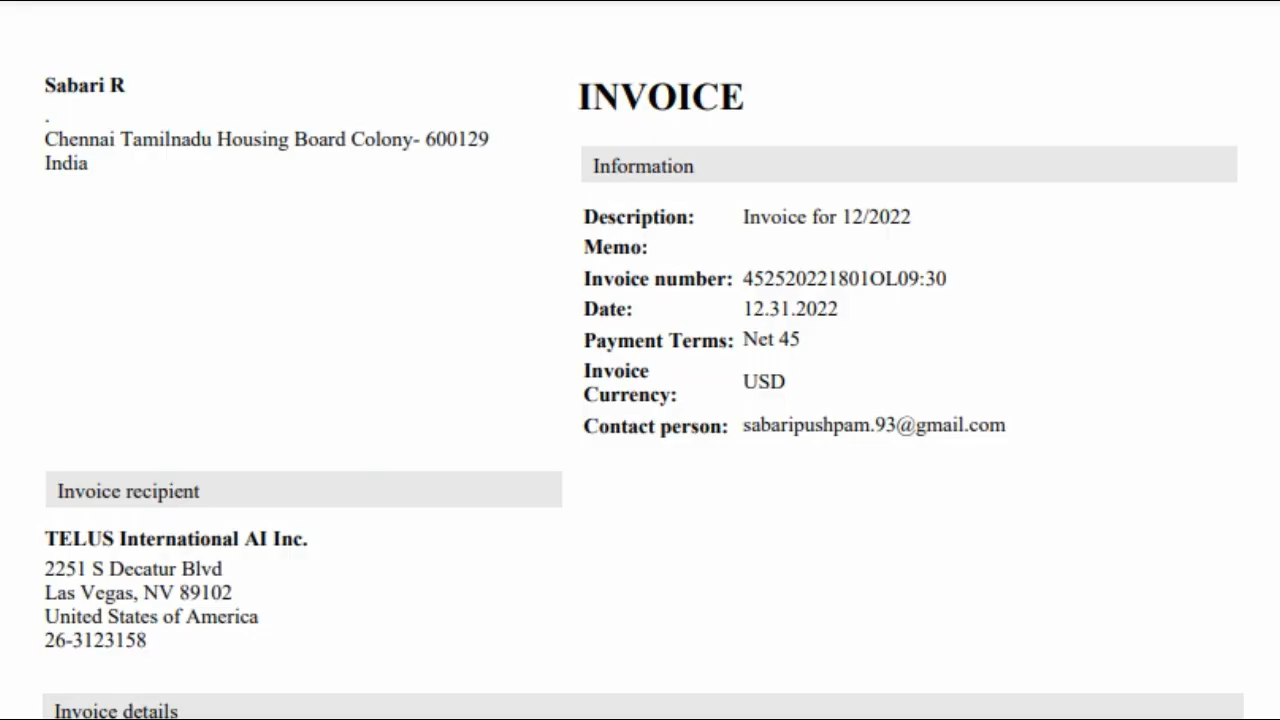 Sabari R
.
Chennai Tamilnadu Housing Board Colony- 600129
India
INVOICE
Information
Description: Invoice for 12/2022
Memo:
Invoice number: 452520221801OL09:30
Date: 12.31.2022
Payment Terms: Net 45
Invoice
Currency: USD
Contact person: sabaripushpam.93@gmail.com
Invoice recipient
TELUS International AI Inc.
2251 S Decatur Blvd
Las Vegas, NV 89102
United States of America
26-3123158
Invoice details